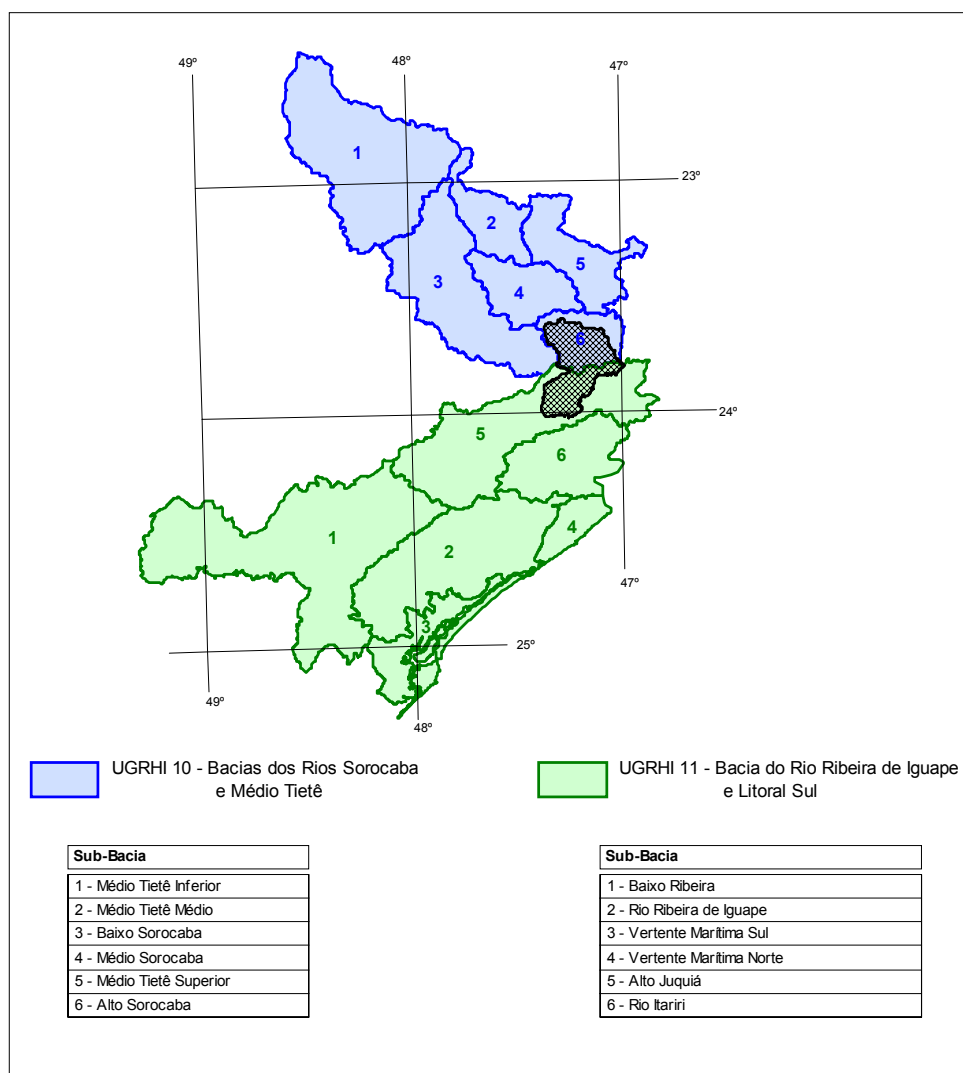 49º 48º 47º
1
23º
2
5
3 4
6
24º
5
6
4
1 2
47º
3
25º
49º
48º
UGRHI 10 - Bacias dos Rios Sorocaba
e Médio Tietê
UGRHI 11 - Bacia do Rio Ribeira de Iguape
e Litoral Sul
Sub-Bacia
1 - Médio Tietê Inferior
2 - Médio Tietê Médio
3 - Baixo Sorocaba
4 - Médio Sorocaba
5 - Médio Tietê Superior
6 - Alto Sorocaba
Sub-Bacia
1 - Baixo Ribeira
2 - Rio Ribeira de Iguape
3 - Vertente Marítima Sul
4 - Vertente Marítima Norte
5 - Alto Juquiá
6 - Rio Itariri